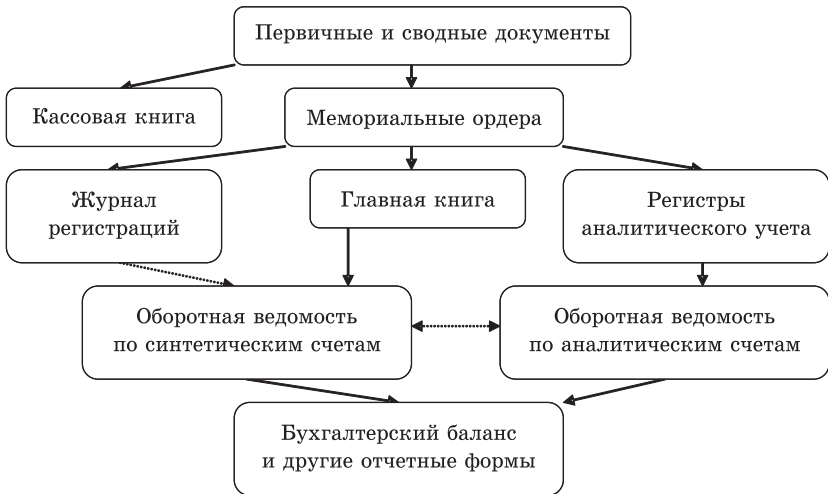 Первичные и сводные документы
Кассовая книга
Мемориальные ордера
Журнал
регистраций
Главная книга
Регистры
аналитического учета
Оборотная ведомость
по синтетическим счетам
Оборотная ведомость
по аналитическим счетам
Бухгалтерский баланс
и другие отчетные формы